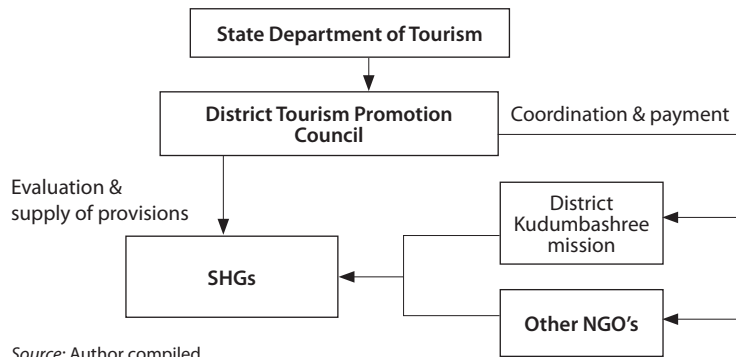 State Department of Tourism
District Tourism Promotion
Council
Coordination & payment
Evaluation &
supply of provisions
District
Kudumbashree
mission
SHGs
Other NGO's
Source: Author compiled